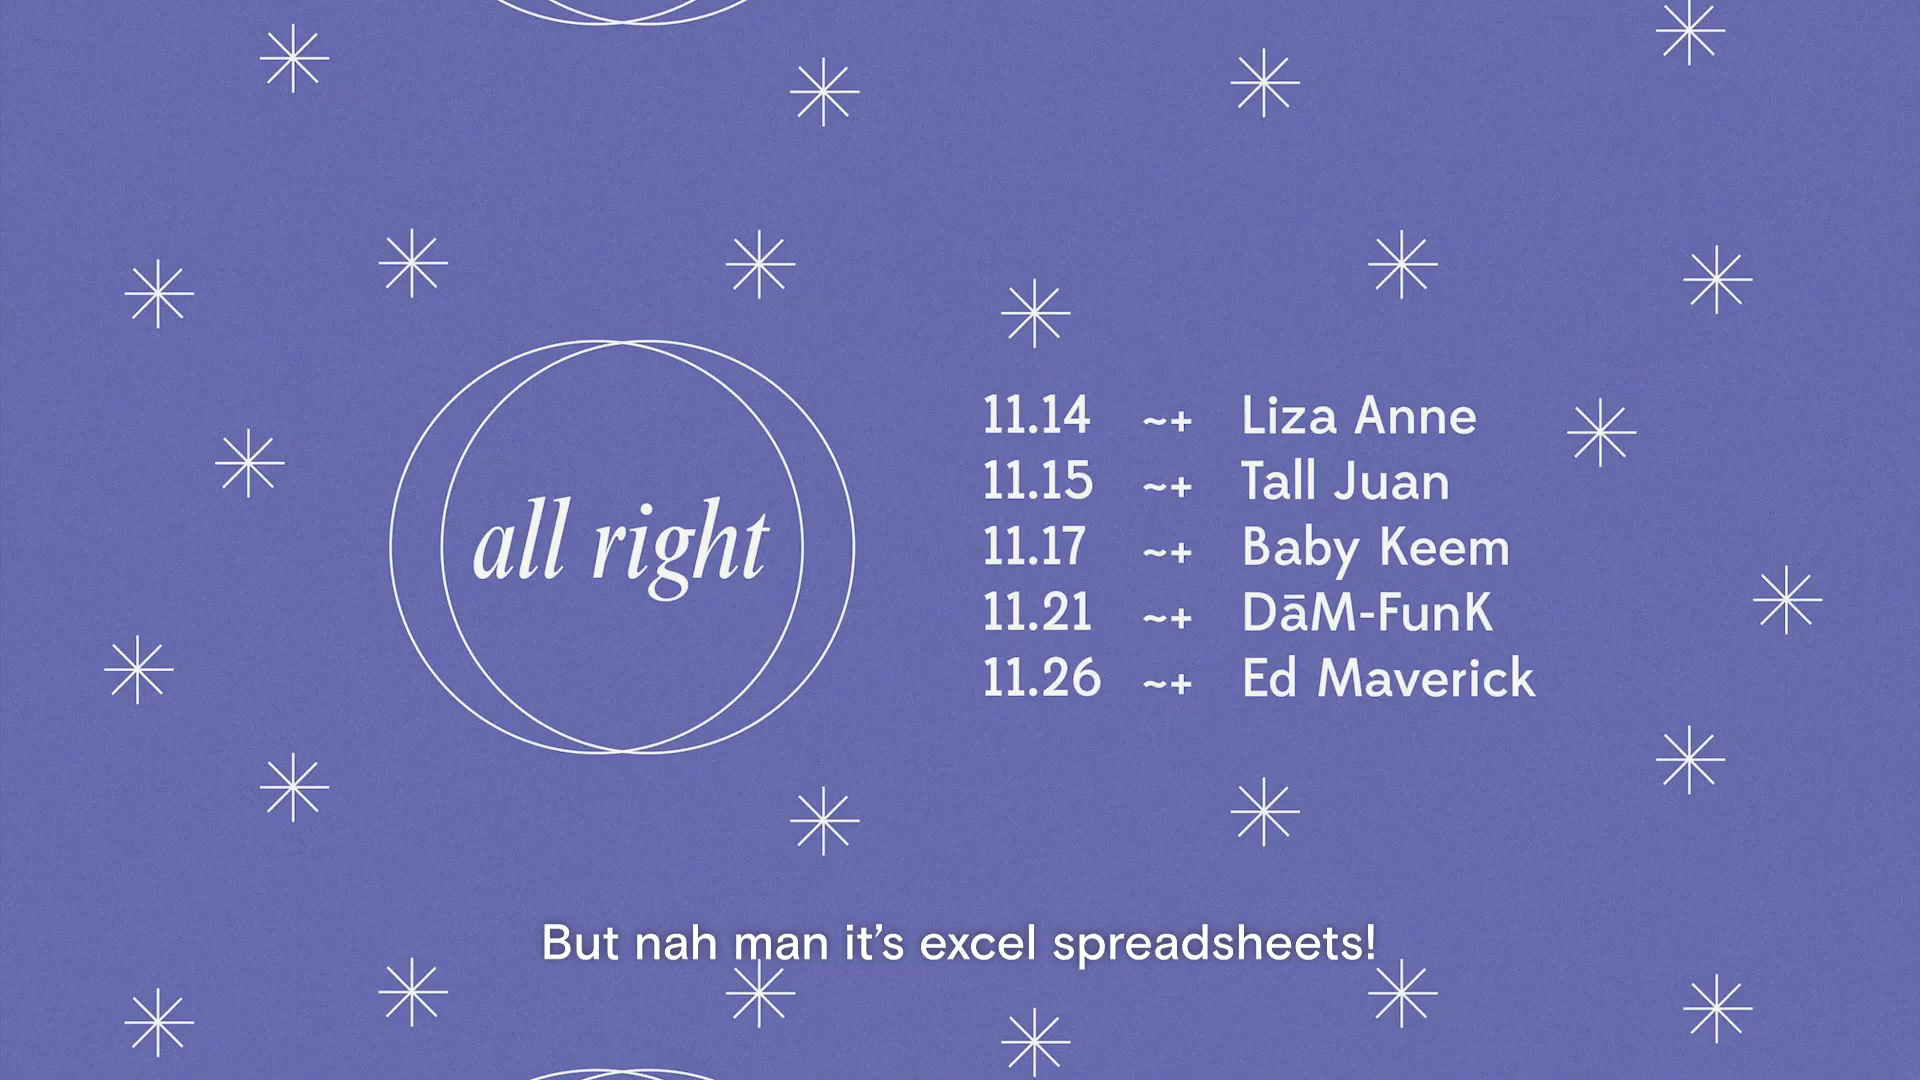 all right
11.14 ~+ Liza Anne
11.15 ~+ Tall Juan
11.17 ~+ Baby Keem
11.21 ~+ DāM-FunK
11.26 ~+ Ed Maverick
But nah man it’s excel spreadsheets!